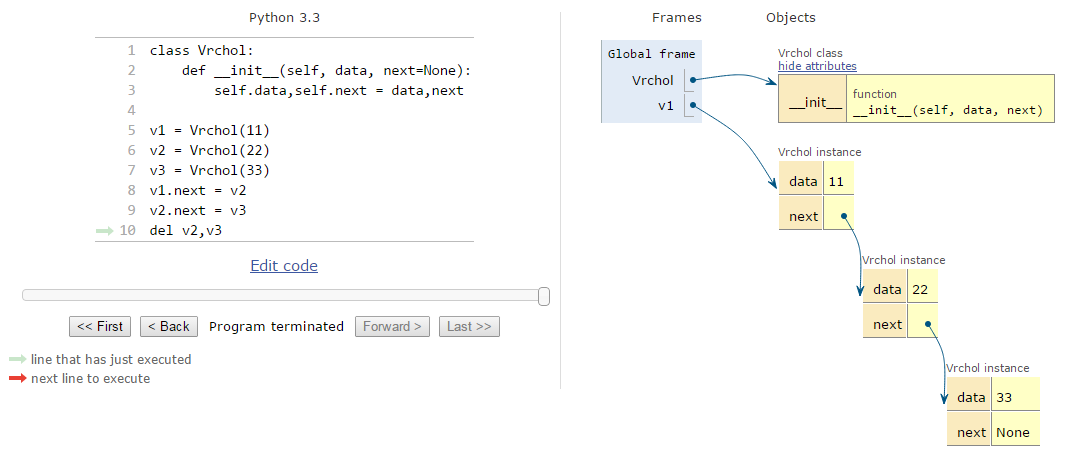 Python 3.3
1 class Vrchol:
2     def __init__(self, data, next=None):
3         self.data,self.next = data,next
4
5 v1 = Vrchol(11)
6 v2 = Vrchol(22)
7 v3 = Vrchol(33)
8 v1.next = v2
9 v2.next = v3
10 del v2,v3
Edit code
<< First < Back Program terminated Forward > Last >>
line that has just executed
next line to execute
Frames Objects
Global frame
Vrchol
v1
Vrchol class
hide attributes
__init__
function
__init__(self, data, next)
Vrchol instance
data 11
next
Vrchol instance
data 22
next
Vrchol instance
data 33
next None